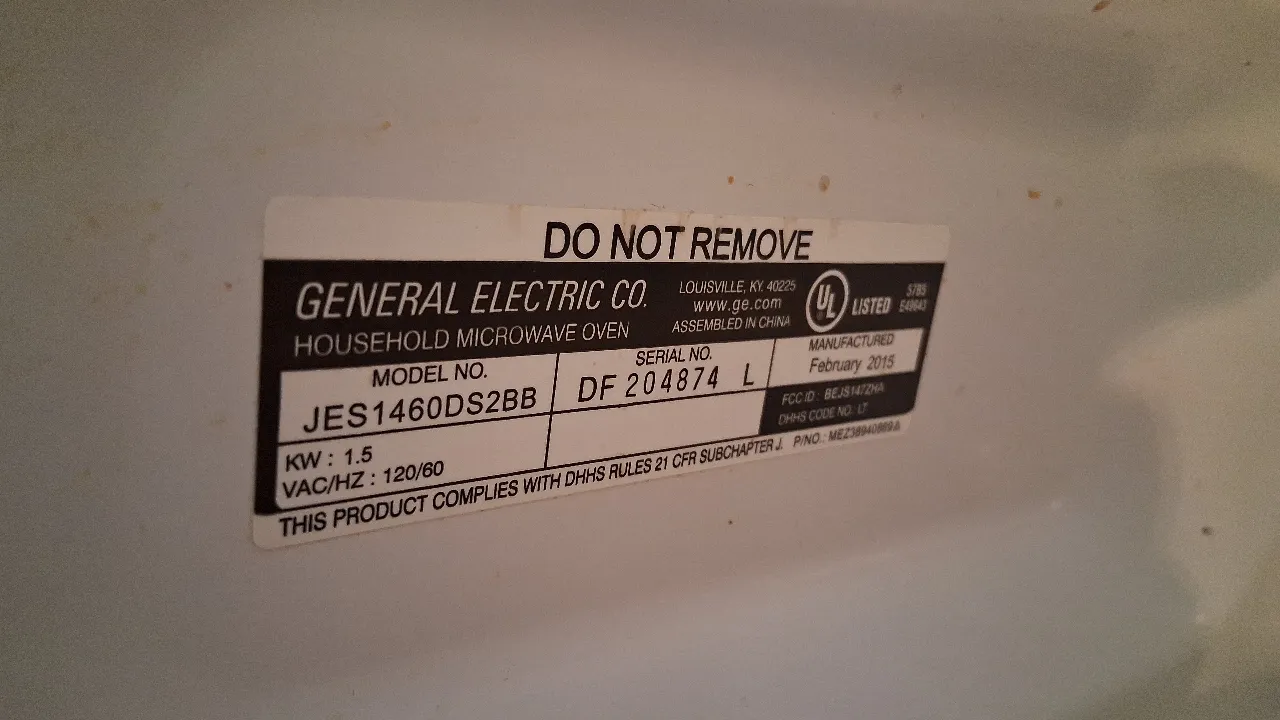 DO NOT REMOVE
GENERAL ELECTRIC CO.
HOUSEHOLD MICROWAVE OVEN
LOUISVILLE, KY. 40225
www.ge.com
ASSEMBLED IN CHINA
UL LISTED
MODEL NO.
JES1460DS2BB
SERIAL NO.
DF 204874 L
MANUFACTURED
February 2015
KW : 1.5
VAC/HZ : 120/60
FCC ID : BEJS147ZHA
DHHS CODE NO. LT
THIS PRODUCT COMPLIES WITH DHHS RULES 21 CFR SUBCHAPTER J. P/NO.: